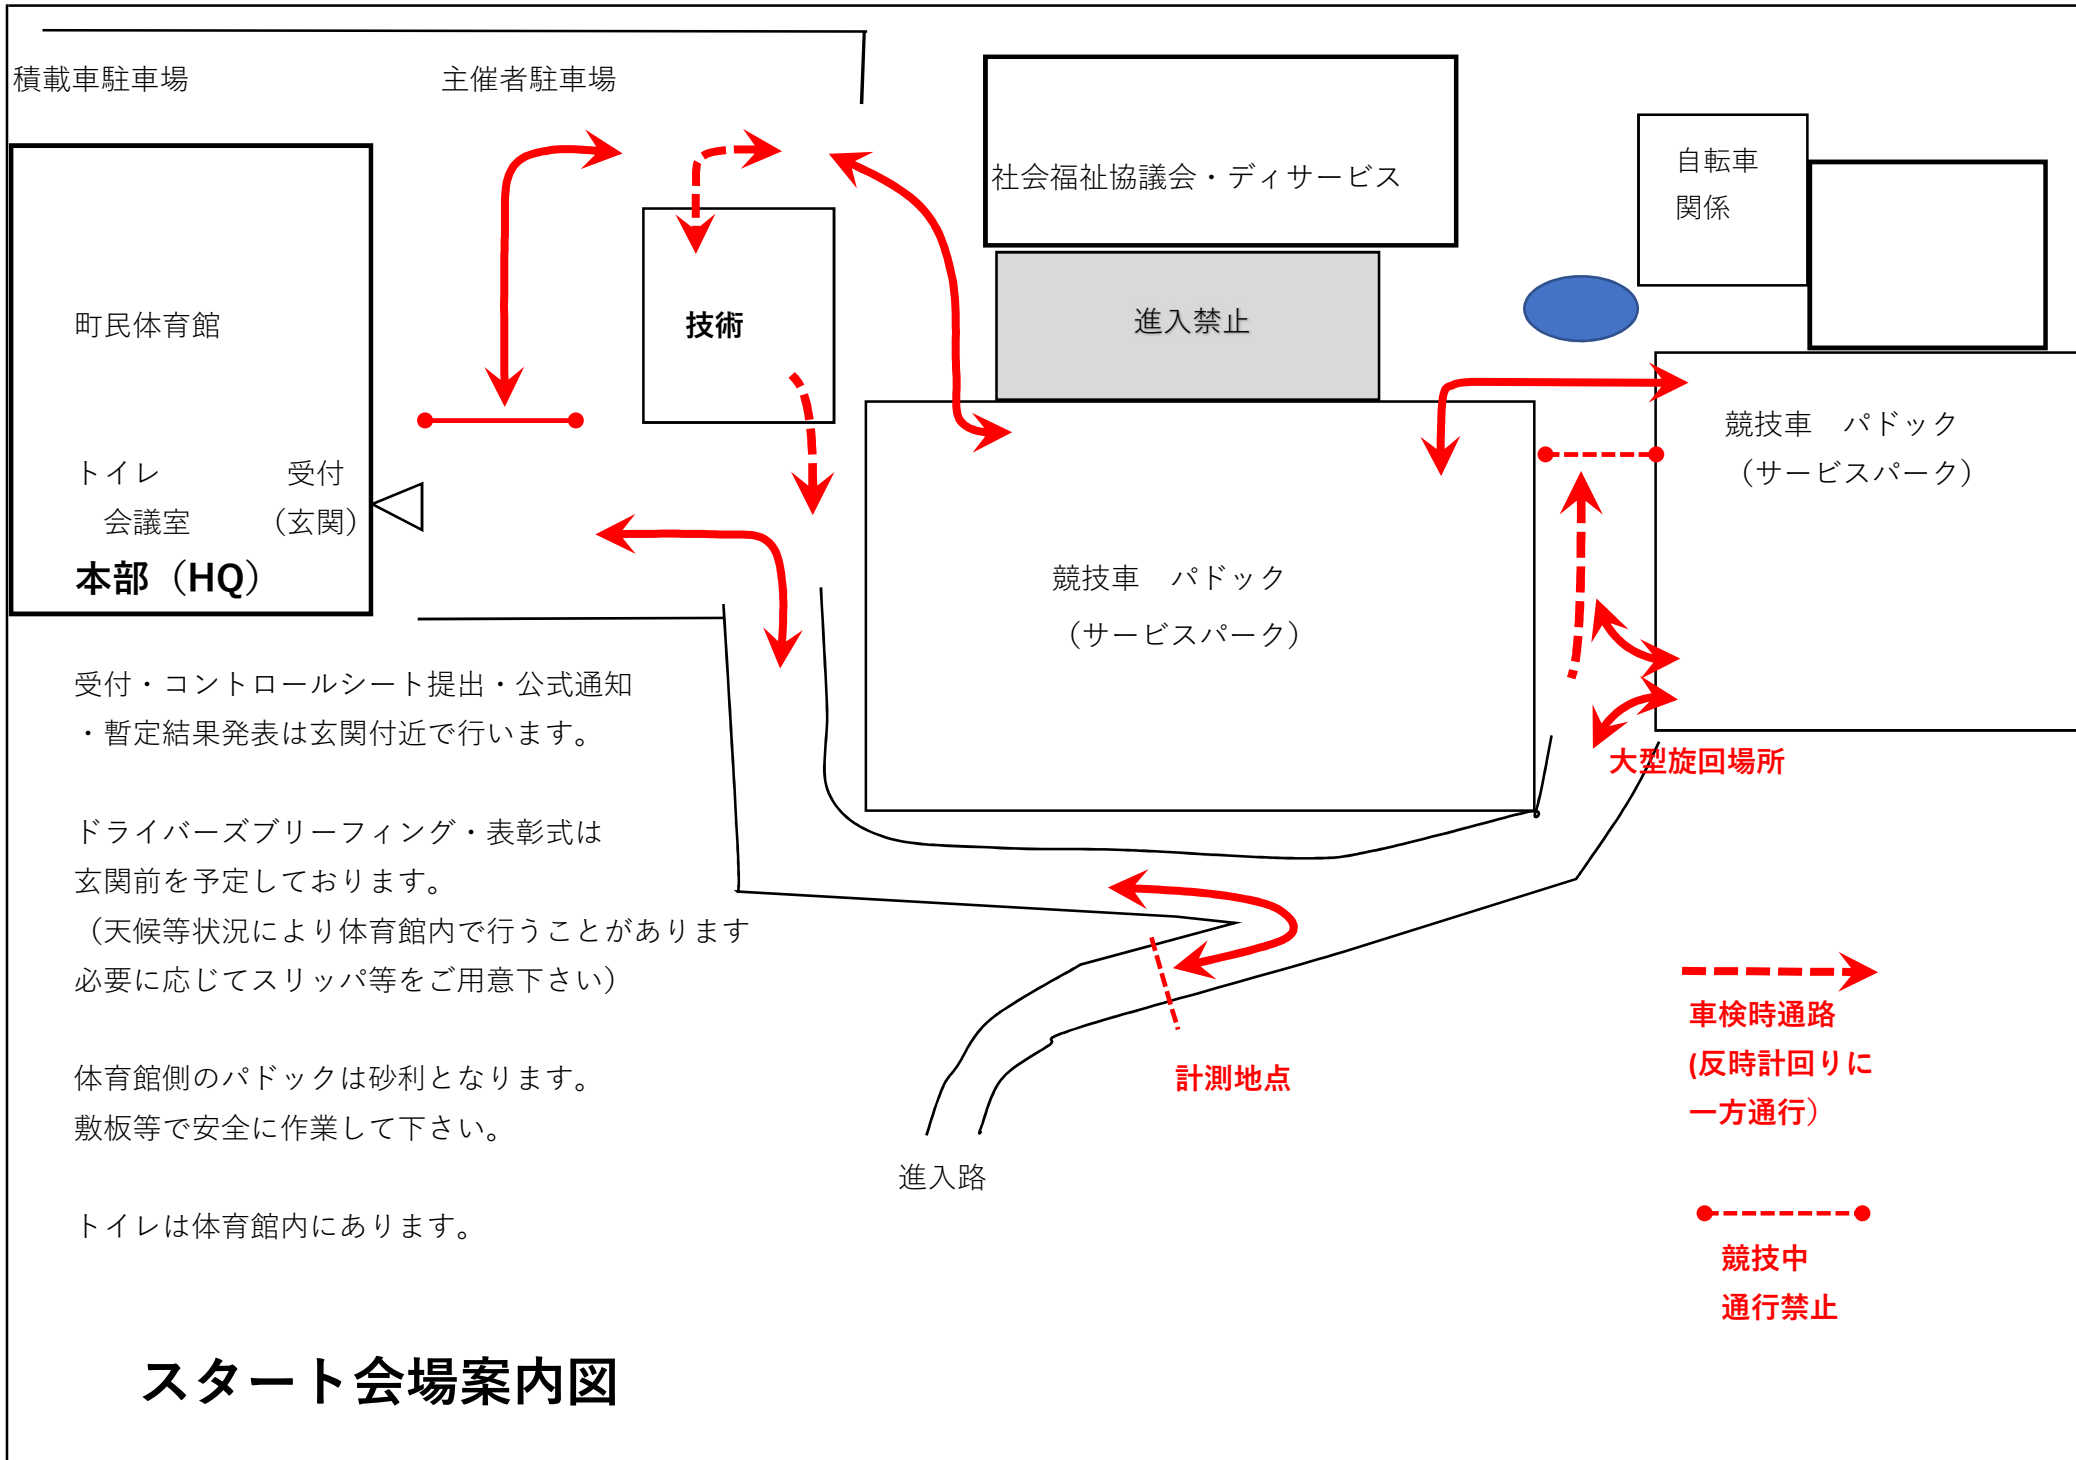 積載車駐車場
主催者駐車場
社会福祉協議会・ディサービス
自転車
関係
町民体育館
技術
進入禁止
トイレ 受付
会議室 （玄関）
本部（HQ）
競技車　パドック
（サービスパーク）
競技車　パドック
（サービスパーク）
大型旋回場所
受付・コントロールシート提出・公式通知
・暫定結果発表は玄関付近で行います。
ドライバーズブリーフィング・表彰式は
玄関前を予定しております。
（天候等状況により体育館内で行うことがあります
必要に応じてスリッパ等をご用意下さい）
体育館側のパドックは砂利となります。
敷板等で安全に作業して下さい。
トイレは体育館内にあります。
計測地点
進入路
車検時通路
(反時計回りに
一方通行）
競技中
通行禁止
スタート会場案内図